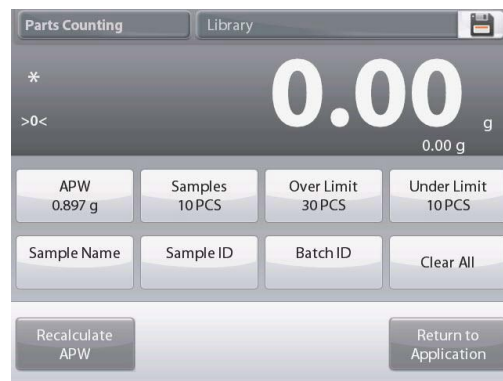 Parts Counting
Library
*
>0<
0.00 g
0.00 g
APW
0.897 g
Samples
10 PCS
Over Limit
30 PCS
Under Limit
10 PCS
Sample Name
Sample ID
Batch ID
Clear All
Recalculate
APW
Return to
Application